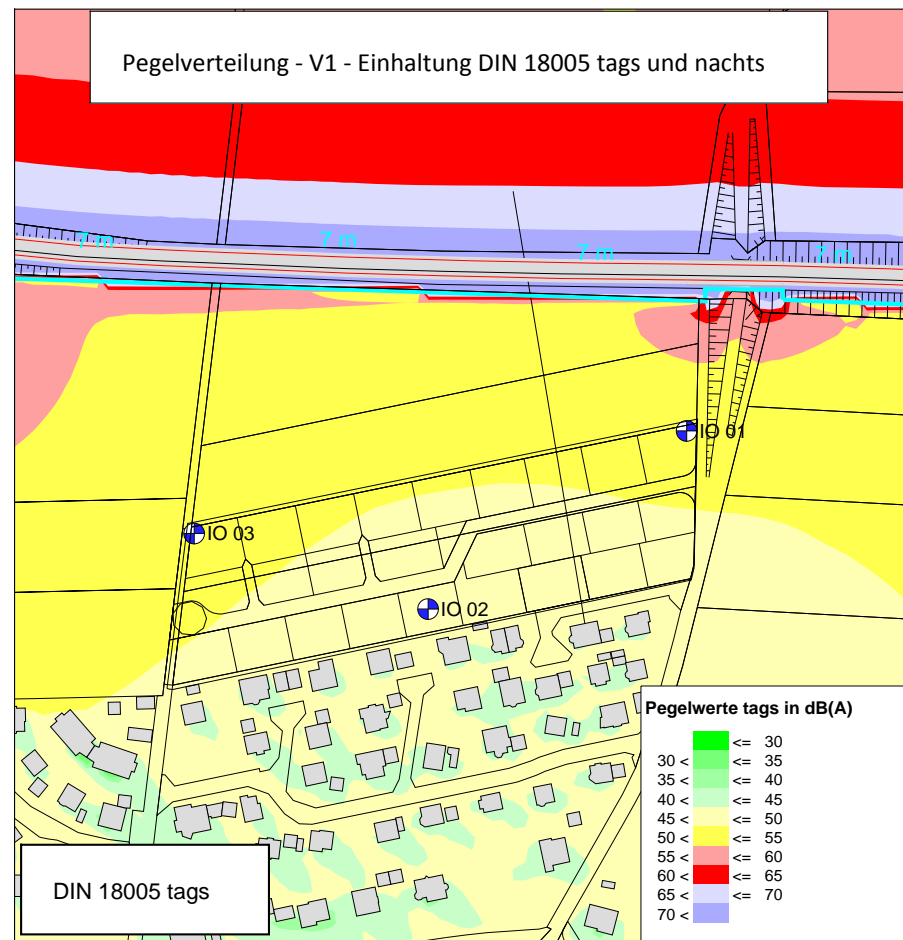 Pegelverteilung - V1 - Einhaltung DIN 18005 tags und nachts
7 m
7 m
7 m
7 m
IO 01
IO 03
IO 02
Pegelwerte tags in dB(A)
<= 30
30 < <= 35
35 < <= 40
40 < <= 45
45 < <= 50
50 < <= 55
55 < <= 60
60 < <= 65
65 < <= 70
70 <
DIN 18005 tags